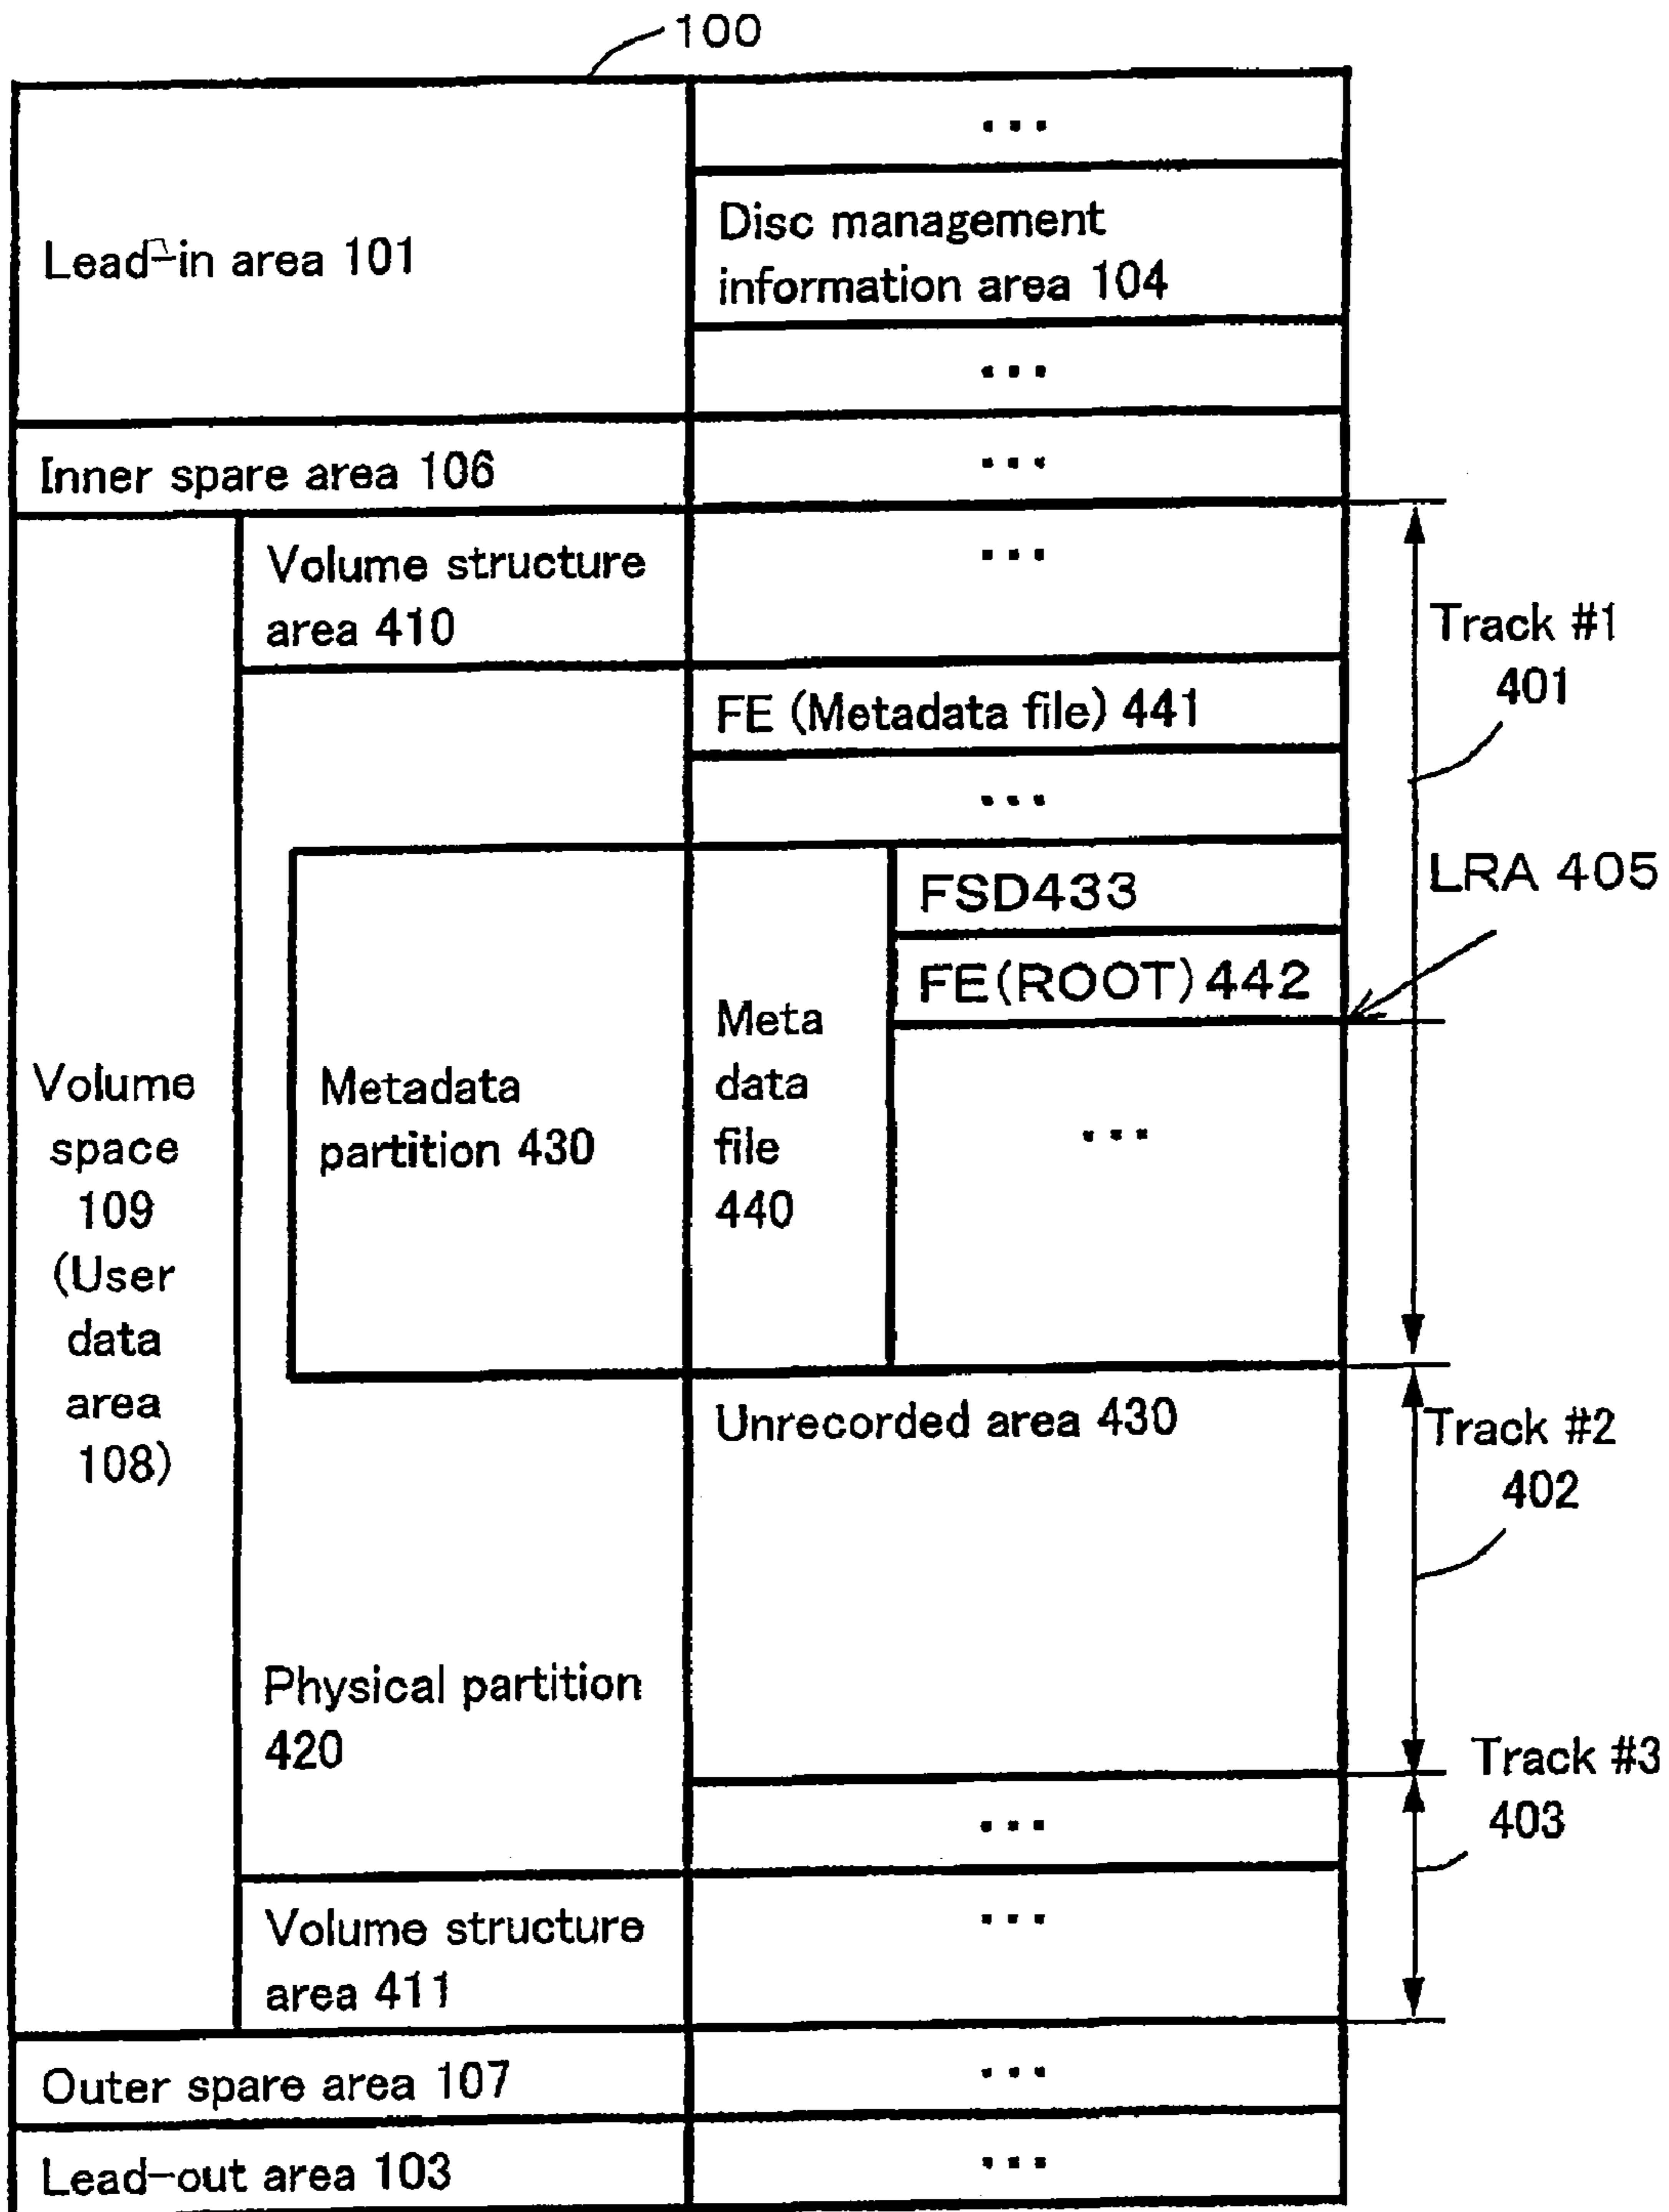 100
...
Lead-in area 101
Disc management
information area 104
...
Inner spare area 106
...
Volume structure
area 410
...
Track #1
401
FE (Metadata file) 441
...
FSD433
LRA 405
FE(ROOT)442
Metadata
partition 430
Meta
data
file
440
...
Volume
space
109
(User
data
area
108)
Unrecorded area 430
Track #2
402
Physical partition
420
Track #3
403
...
Volume structure
area 411
...
Outer spare area 107
...
Lead-out area 103
...